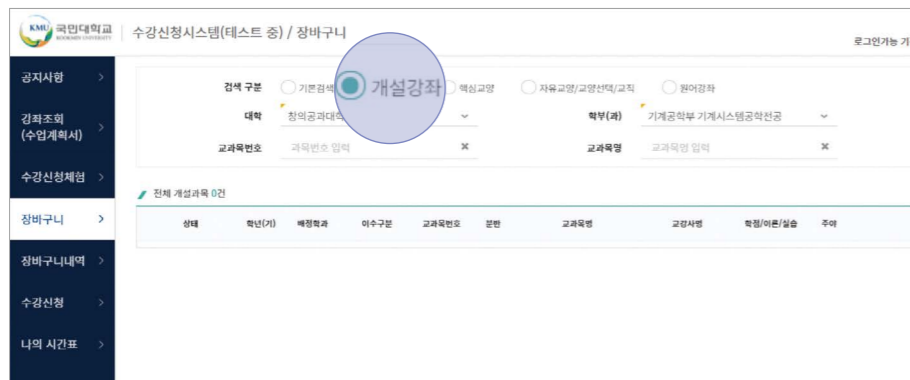 KMU 국민대학교 수강신청시스템(테스트 중) / 장바구니
KOOKMIN UNIVERSITY
로그인가능 기
공지사항 >
강좌조회
(수업계획서) >
수강신청체험 >
장바구니 >
장바구니내역 >
수강신청 >
나의 시간표 >
검색 구분 기본검색 개설강좌 핵심교양 자유교양/교양선택/교직 원어강좌
대학 창의공과대학 학부(과) 기계공학부 기계시스템공학전공
교과목번호 과목번호 입력 교과목명 교과목명 입력
전체 개설과목 0건
상태 학년(기) 배정학과 이수구분 교과목번호 분반 교과목명 교강사명 학점/이론/실습 주야